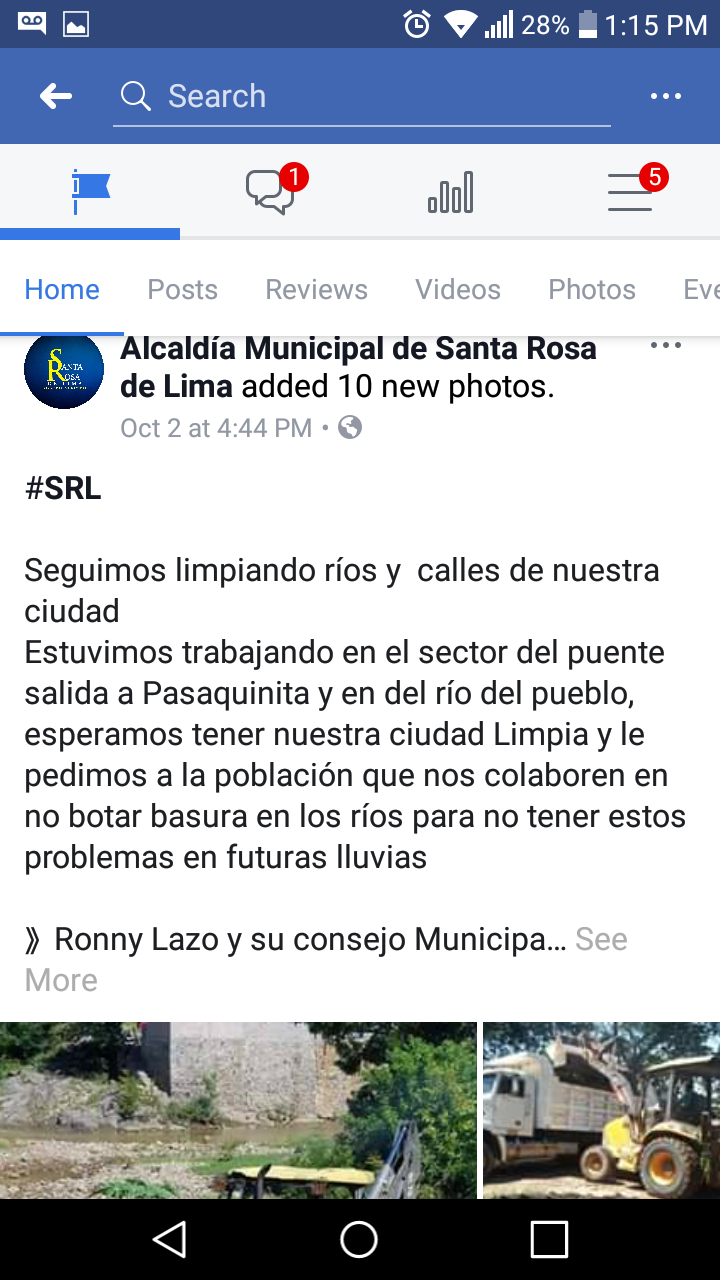 28% 1:15 PM
Search
1
5
Home Posts Reviews Videos Photos Eve
SANTA
ROSA
DE LIMA
Alcaldía Municipal de Santa Rosa
de Lima added 10 new photos.
Oct 2 at 4:44 PM •
#SRL
Seguimos limpiando ríos y  calles de nuestra
ciudad
Estuvimos trabajando en el sector del puente
salida a Pasaquinita y en del río del pueblo,
esperamos tener nuestra ciudad Limpia y le
pedimos a la población que nos colaboren en
no botar basura en los ríos para no tener estos
problemas en futuras lluvias
⟫ Ronny Lazo y su consejo Municipa... See
More